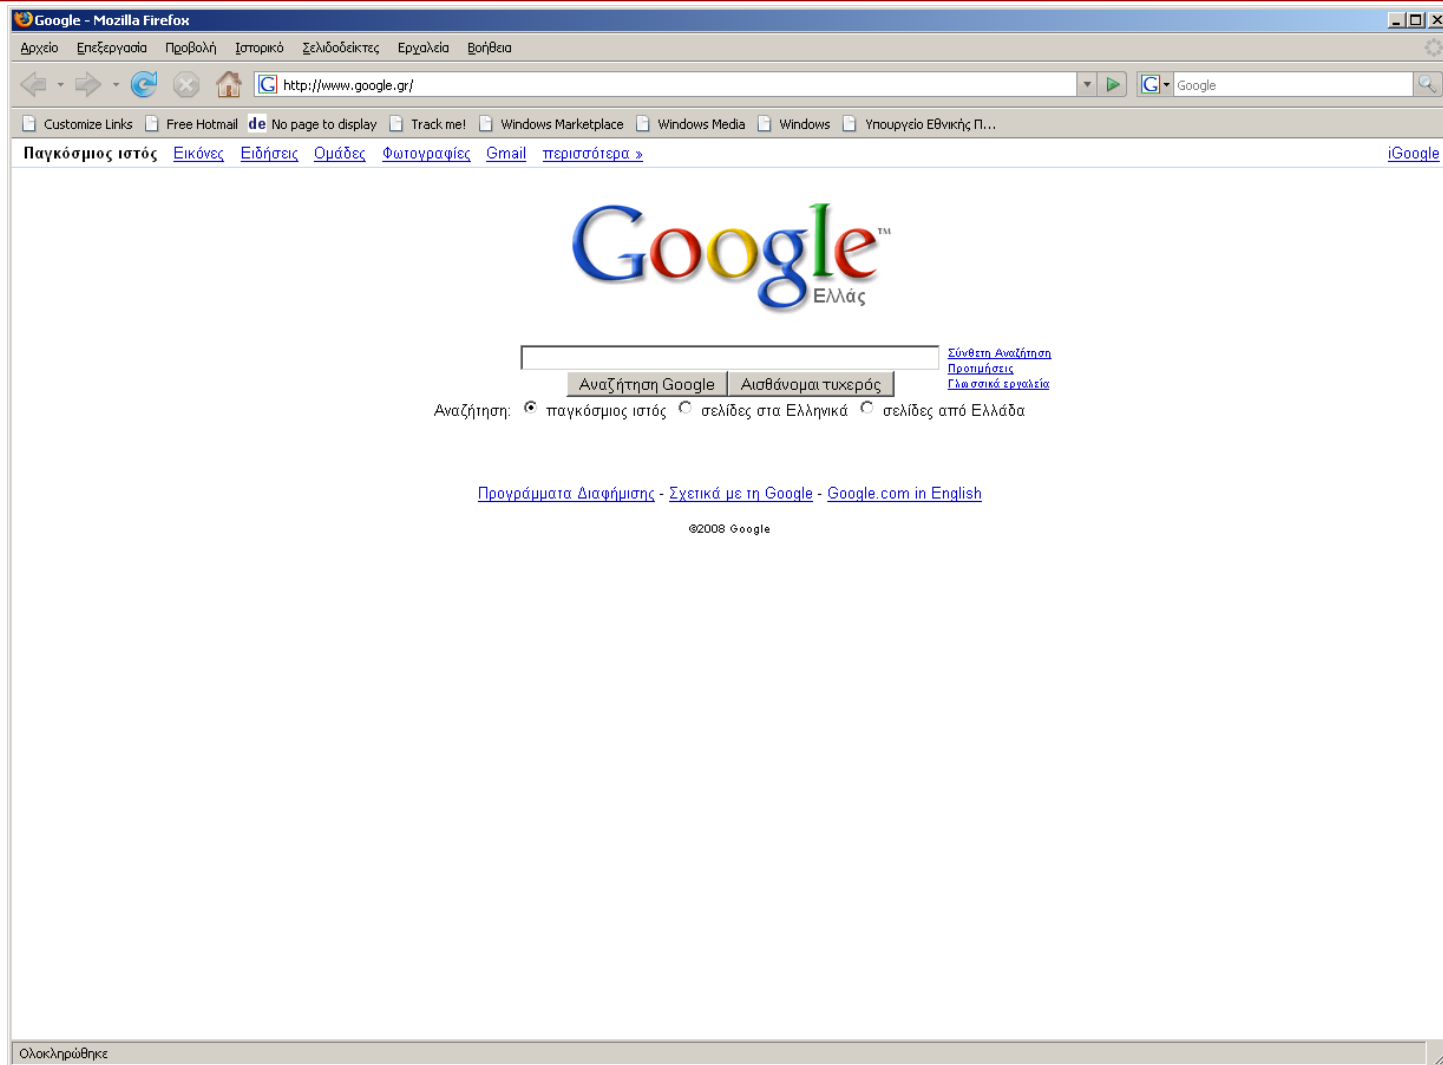 Google - Mozilla Firefox
Αρχείο Επεξεργασία Προβολή Ιστορικό Σελιδοδείκτες Εργαλεία Βοήθεια
http://www.google.gr/ Google
Customize Links Free Hotmail de No page to display Track me! Windows Marketplace Windows Media Windows Υπουργείο Εθνικής Π...
Παγκόσμιος ιστός Εικόνες Ειδήσεις Ομάδες Φωτογραφίες Gmail περισσότερα » iGoogle
Google™
Ελλάς
Σύνθετη Αναζήτηση
Προτιμήσεις
Αναζήτηση Google Αισθάνομαι τυχερός Γλωσσικά εργαλεία
Αναζήτηση: παγκόσμιος ιστός σελίδες στα Ελληνικά σελίδες από Ελλάδα
Προγράμματα Διαφήμισης - Σχετικά με τη Google - Google.com in English
©2008 Google
Ολοκληρώθηκε